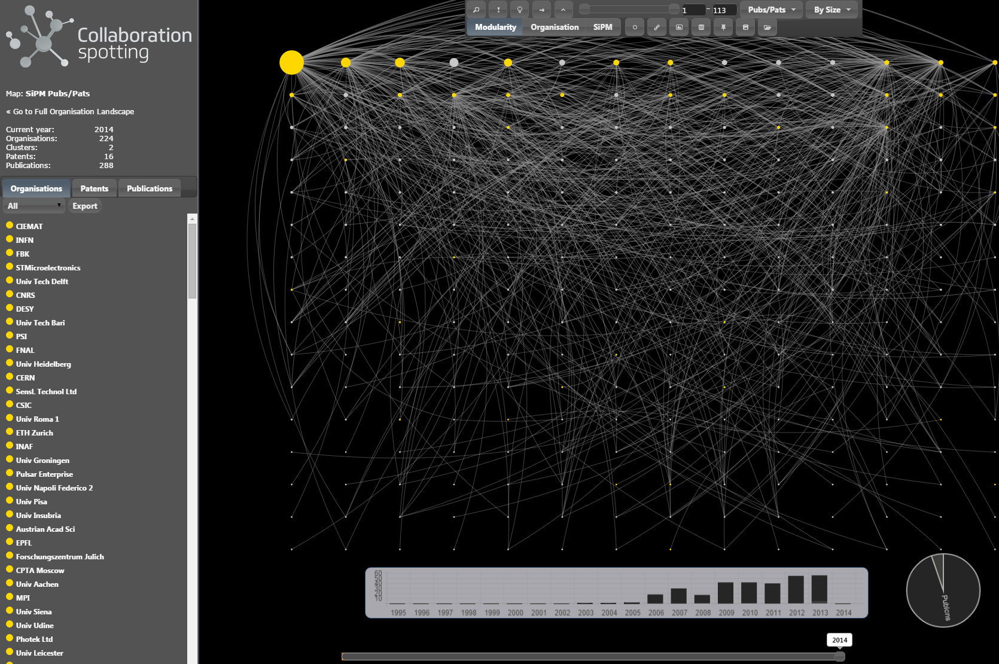 Collaboration
spotting
Map: SiPM Pubs/Pats
« Go to Full Organisation Landscape
Current year: 2014
Organisations: 224
Clusters: 2
Patents: 16
Publications: 288
Organisations Patents Publications
All Export
CIEMAT
INFN
FBK
STMicroelectronics
Univ Tech Delft
CNRS
DESY
Univ Tech Bari
PSI
FNAL
Univ Heidelberg
CERN
SensL Technol Ltd
CSIC
Univ Roma 1
ETH Zurich
INAF
Univ Groningen
Pulsar Enterprise
Univ Napoli Federico 2
Univ Pisa
Univ Insubria
Austrian Acad Sci
EPFL
Forschungszentrum Julich
CPTA Moscow
Univ Aachen
MPI
Univ Siena
Univ Udine
Photek Ltd
Univ Leicester
1 - 113 Pubs/Pats By Size
Modularity Organisation SiPM
60
50
40
30
20
10
1995 1996 1997 1998 1999 2000 2001 2002 2003 2004 2005 2006 2007 2008 2009 2010 2011 2012 2013 2014
Publcns
2014